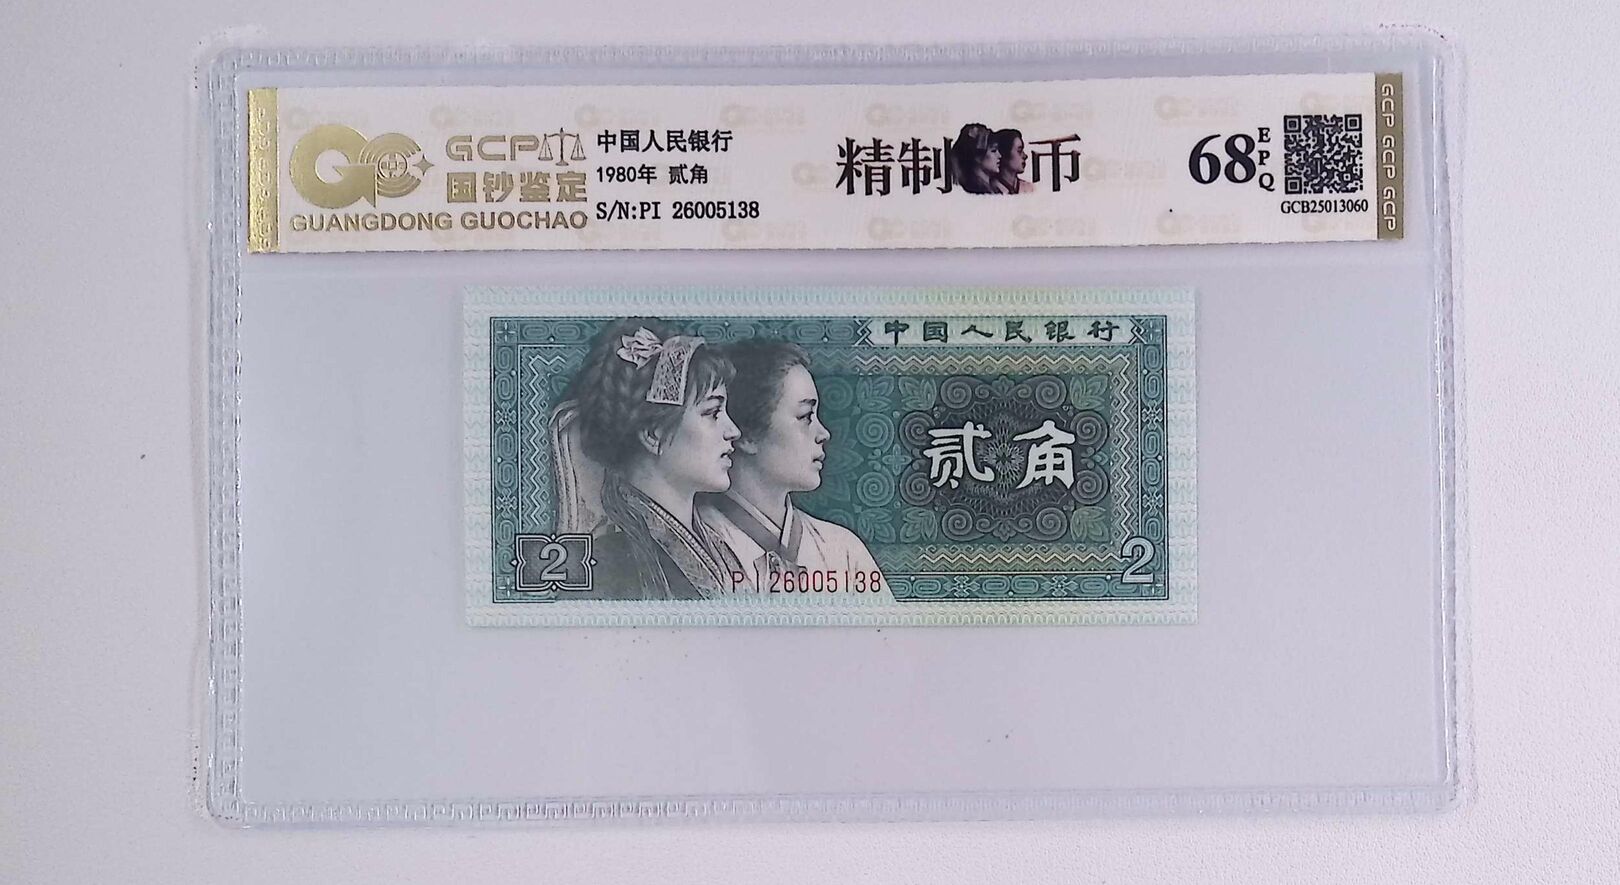 GCP
国钞鉴定
GUANGDONG GUOCHAO
中国人民银行
1980年 贰角
S/N:PI 26005138
精制币
68 EPQ
GCB25013060
GCP GCP GCP
中国人民银行
贰角
2
2
PI26005138